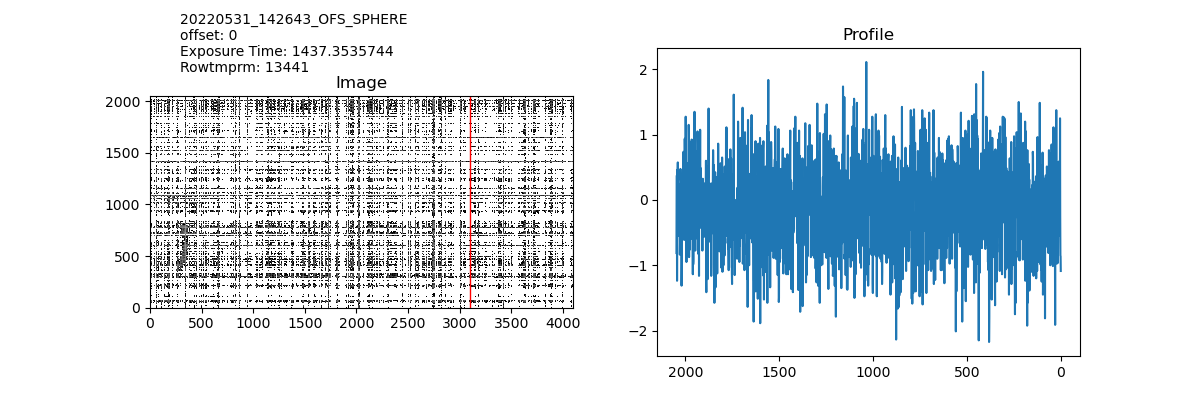 20220531_142643_OFS_SPHERE
offset: 0
Exposure Time: 1437.3535744
Rowtmprm: 13441
Image
2000
1500
1000
500
0
0 500 1000 1500 2000 2500 3000 3500 4000
Profile
2
1
0
−1
−2
2000 1500 1000 500 0